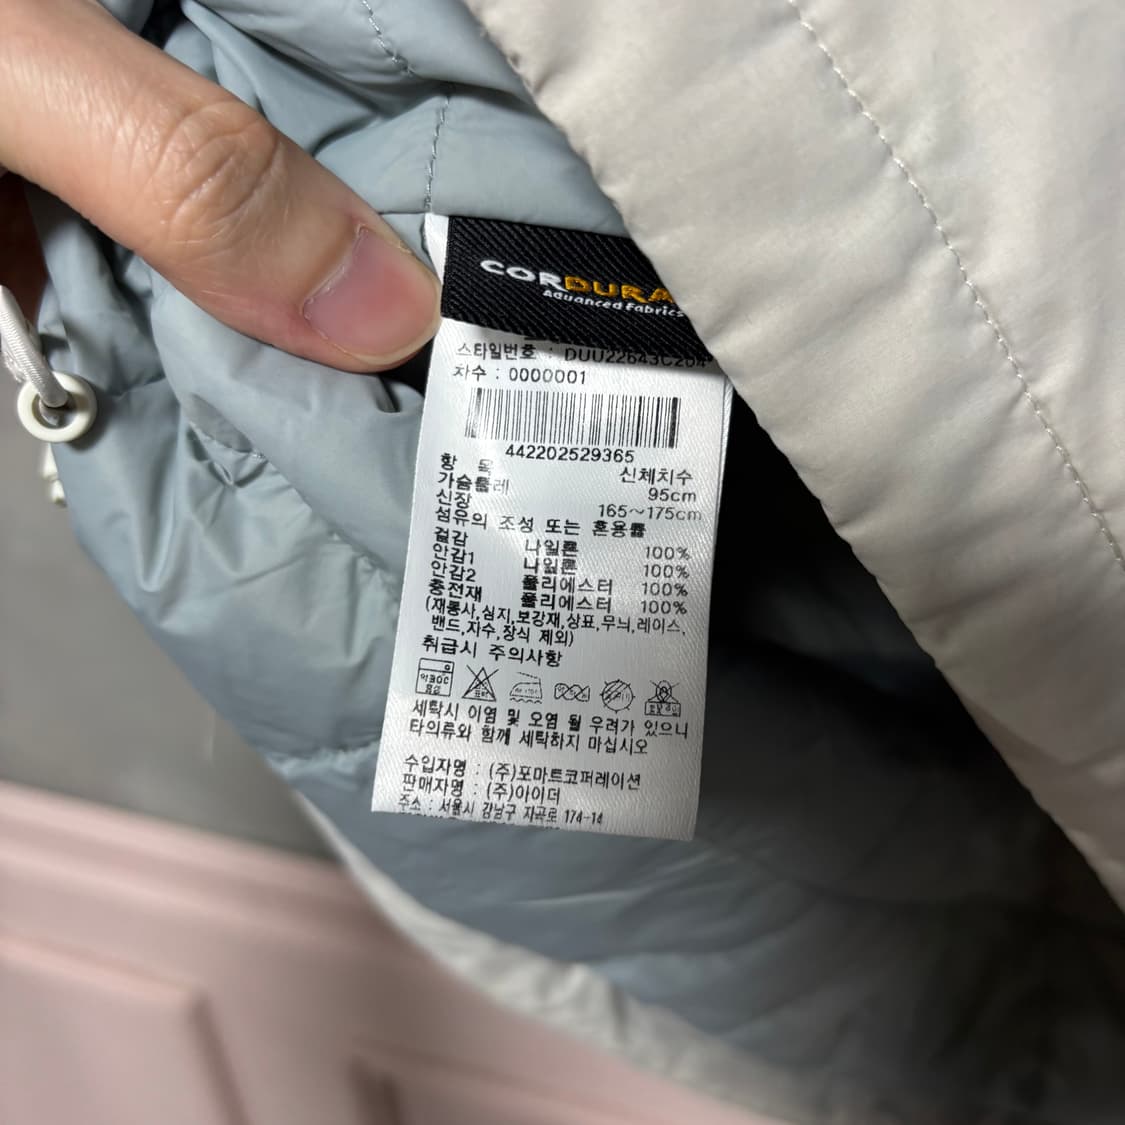 CORDURA
Advanced Fabrics
스타일번호 : DUU22643C204
차수 : 0000001
442202529365
항 목 신체치수
가슴둘레 95cm
신장 165~175cm
섬유의 조성 또는 혼용률
겉감 나일론 100%
안감1 나일론 100%
안감2 폴리에스터 100%
충전재 폴리에스터 100%
(재봉사,심지,보강재,상표,무늬,레이스,
밴드,자수,장식 제외)
취급시 주의사항
약30℃
중성
세탁시 이염 및 오염 될 우려가 있으니
타의류와 함께 세탁하지 마십시오
수입자명 : (주)포마트코퍼레이션
판매자명 : (주)아이더
주소 : 서울시 강남구 자곡로 174-14